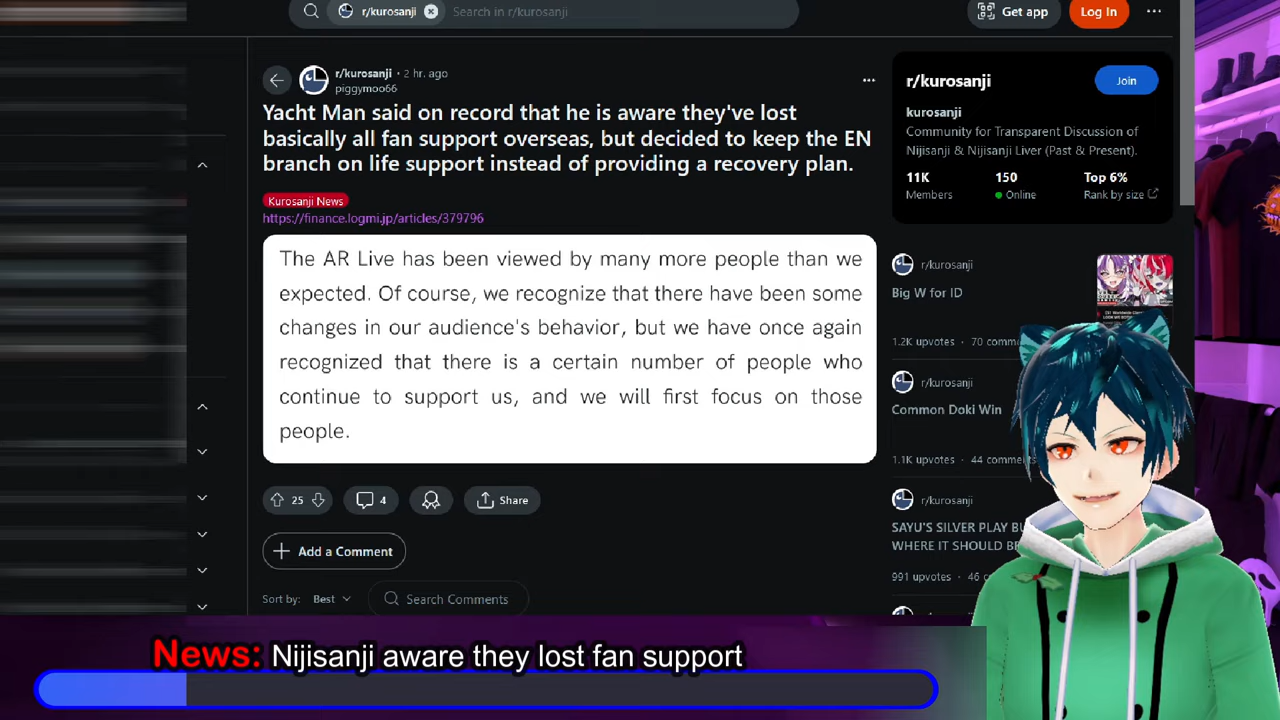 r/kurosanji
Search in r/kurosanji
Get app
Log In
r/kurosanji • 2 hr. ago
piggymoo66
Yacht Man said on record that he is aware they've lost
basically all fan support overseas, but decided to keep the EN
branch on life support instead of providing a recovery plan.
Kurosanji News
https://finance.logmi.jp/articles/379796
The AR Live has been viewed by many more people than we
expected. Of course, we recognize that there have been some
changes in our audience's behavior, but we have once again
recognized that there is a certain number of people who
continue to support us, and we will first focus on those
people.
25
4
Share
Add a Comment
Sort by: Best
Search Comments
r/kurosanji
Join
kurosanji
Community for Transparent Discussion of
Nijisanji & Nijisanji Liver (Past & Present).
11K 150 Top 6%
Members Online Rank by size
r/kurosanji
Big W for ID
1.2K upvotes • 70
r/kurosanji
Common Doki Win
1.1K upvotes • 44
r/kurosanji
SAYU'S SILVER PLAY
WHERE IT SHOULD
991 upvotes • 46
News: Nijisanji aware they lost fan support